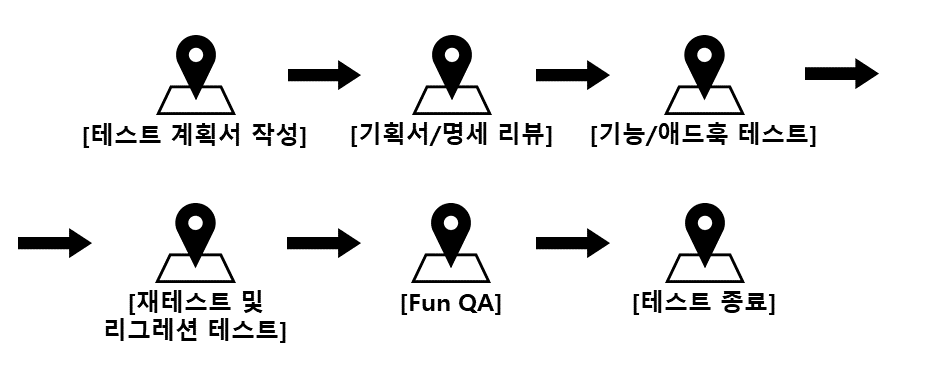 [테스트 계획서 작성]
[기획서/명세 리뷰]
[기능/애드훅 테스트]
[재테스트 및
리그레션 테스트]
[Fun QA]
[테스트 종료]